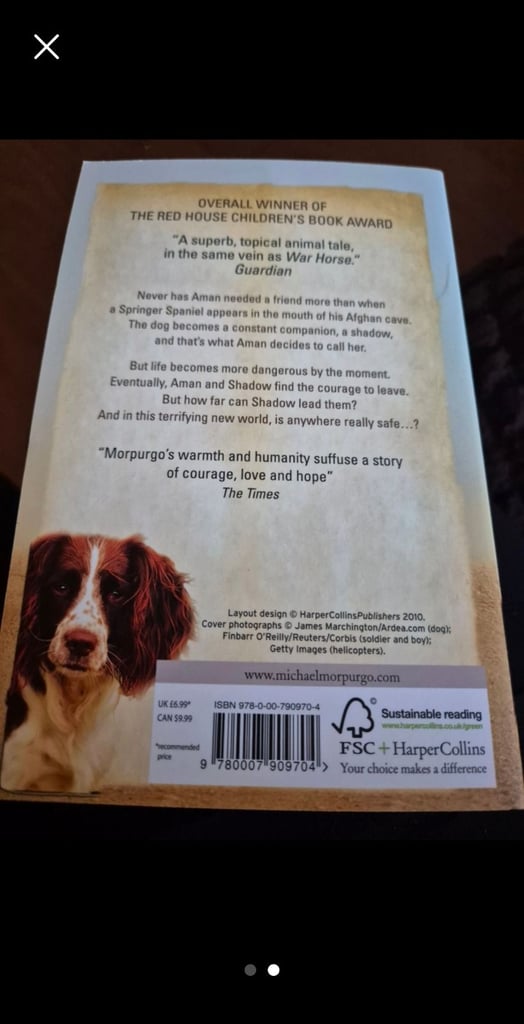 OVERALL WINNER OF
THE RED HOUSE CHILDREN'S BOOK AWARD
"A superb, topical animal tale,
in the same vein as War Horse."
Guardian
Never has Aman needed a friend more than when
a Springer Spaniel appears in the mouth of his Afghan cave.
The dog becomes a constant companion, a shadow,
and that's what Aman decides to call her.
But life becomes more dangerous by the moment.
Eventually, Aman and Shadow find the courage to leave.
But how far can Shadow lead them?
And in this terrifying new world, is anywhere really safe...?
"Morpurgo's warmth and humanity suffuse a story
of courage, love and hope"
The Times
Layout design © HarperCollinsPublishers 2010.
Cover photographs © James Marchington/Ardea.com (dog);
Finbarr O'Reilly/Reuters/Corbis (soldier and boy);
Getty Images (helicopters).
www.michaelmorpurgo.com
UK £6.99*
CAN $9.99
*recommended
price
ISBN 978-0-00-790970-4
9 780007 909704 >
Sustainable reading
www.harpercollins.co.uk/green
FSC + HarperCollins
Your choice makes a difference